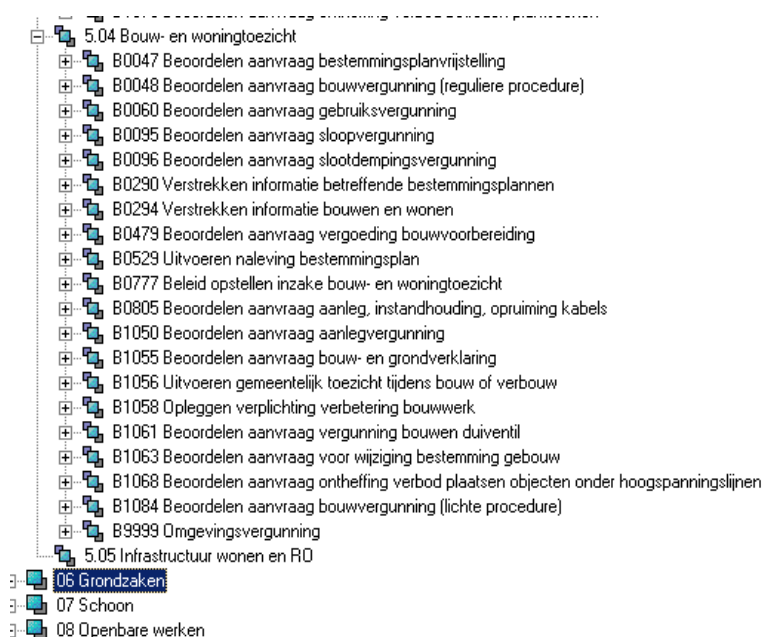 5.04 Bouw- en woningtoezicht
B0047 Beoordelen aanvraag bestemmingsplanvrijstelling
B0048 Beoordelen aanvraag bouwvergunning (reguliere procedure)
B0060 Beoordelen aanvraag gebruiksvergunning
B0095 Beoordelen aanvraag sloopvergunning
B0096 Beoordelen aanvraag slootdempingsvergunning
B0290 Verstrekken informatie betreffende bestemmingsplannen
B0294 Verstrekken informatie bouwen en wonen
B0479 Beoordelen aanvraag vergoeding bouwvoorbereiding
B0529 Uitvoeren naleving bestemmingsplan
B0777 Beleid opstellen inzake bouw- en woningtoezicht
B0805 Beoordelen aanvraag aanleg, instandhouding, opruiming kabels
B1050 Beoordelen aanvraag aanlegvergunning
B1055 Beoordelen aanvraag bouw- en grondverklaring
B1056 Uitvoeren gemeentelijk toezicht tijdens bouw of verbouw
B1058 Opleggen verplichting verbetering bouwwerk
B1061 Beoordelen aanvraag vergunning bouwen duiventil
B1063 Beoordelen aanvraag voor wijziging bestemming gebouw
B1068 Beoordelen aanvraag ontheffing verbod plaatsen objecten onder hoogspanningslijnen
B1084 Beoordelen aanvraag bouwvergunning (lichte procedure)
B9999 Omgevingsvergunning
5.05 Infrastructuur wonen en RO
06 Grondzaken
07 Schoon
08 Openbare werken